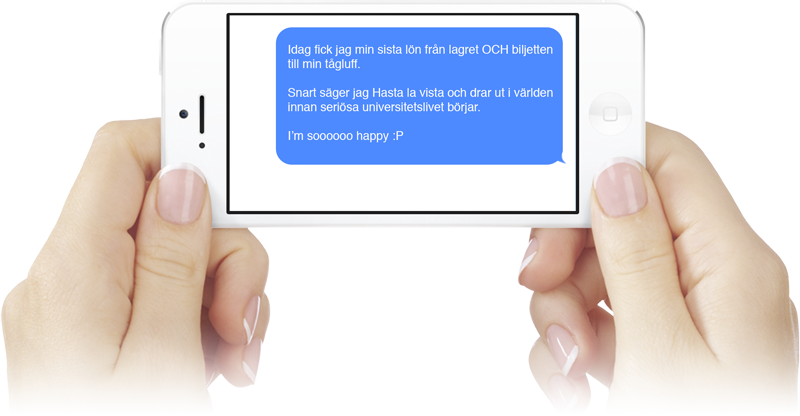 Idag fick jag min sista lön från lagret OCH biljetten
till min tågluff.
Snart säger jag Hasta la vista och drar ut i världen
innan seriösa universitetslivet börjar.
I'm soooooo happy :P